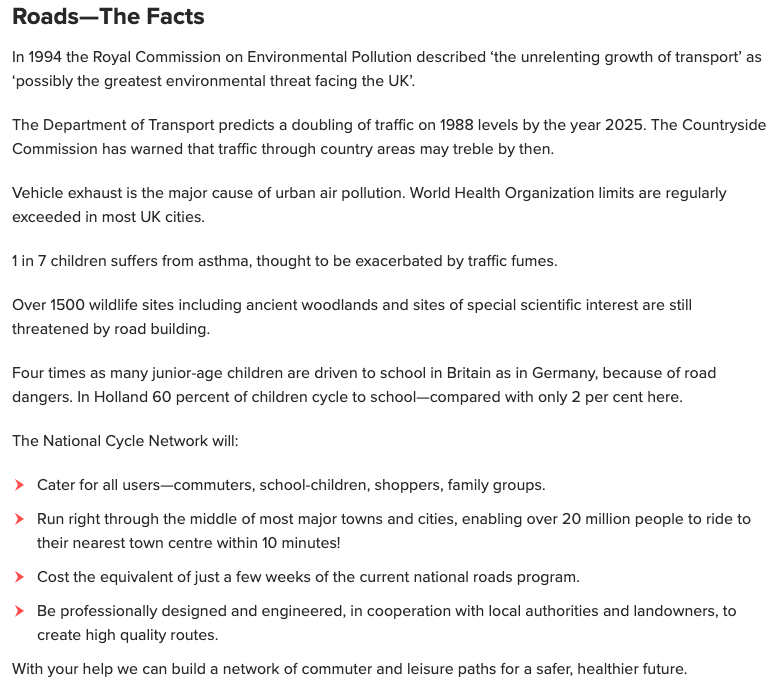 Roads—The Facts
In 1994 the Royal Commission on Environmental Pollution described ‘the unrelenting growth of transport’ as
‘possibly the greatest environmental threat facing the UK’.
The Department of Transport predicts a doubling of traffic on 1988 levels by the year 2025. The Countryside
Commission has warned that traffic through country areas may treble by then.
Vehicle exhaust is the major cause of urban air pollution. World Health Organization limits are regularly
exceeded in most UK cities.
1 in 7 children suffers from asthma, thought to be exacerbated by traffic fumes.
Over 1500 wildlife sites including ancient woodlands and sites of special scientific interest are still
threatened by road building.
Four times as many junior-age children are driven to school in Britain as in Germany, because of road
dangers. In Holland 60 percent of children cycle to school—compared with only 2 per cent here.
The National Cycle Network will:
Cater for all users—commuters, school-children, shoppers, family groups.
Run right through the middle of most major towns and cities, enabling over 20 million people to ride to
their nearest town centre within 10 minutes!
Cost the equivalent of just a few weeks of the current national roads program.
Be professionally designed and engineered, in cooperation with local authorities and landowners, to
create high quality routes.
With your help we can build a network of commuter and leisure paths for a safer, healthier future.